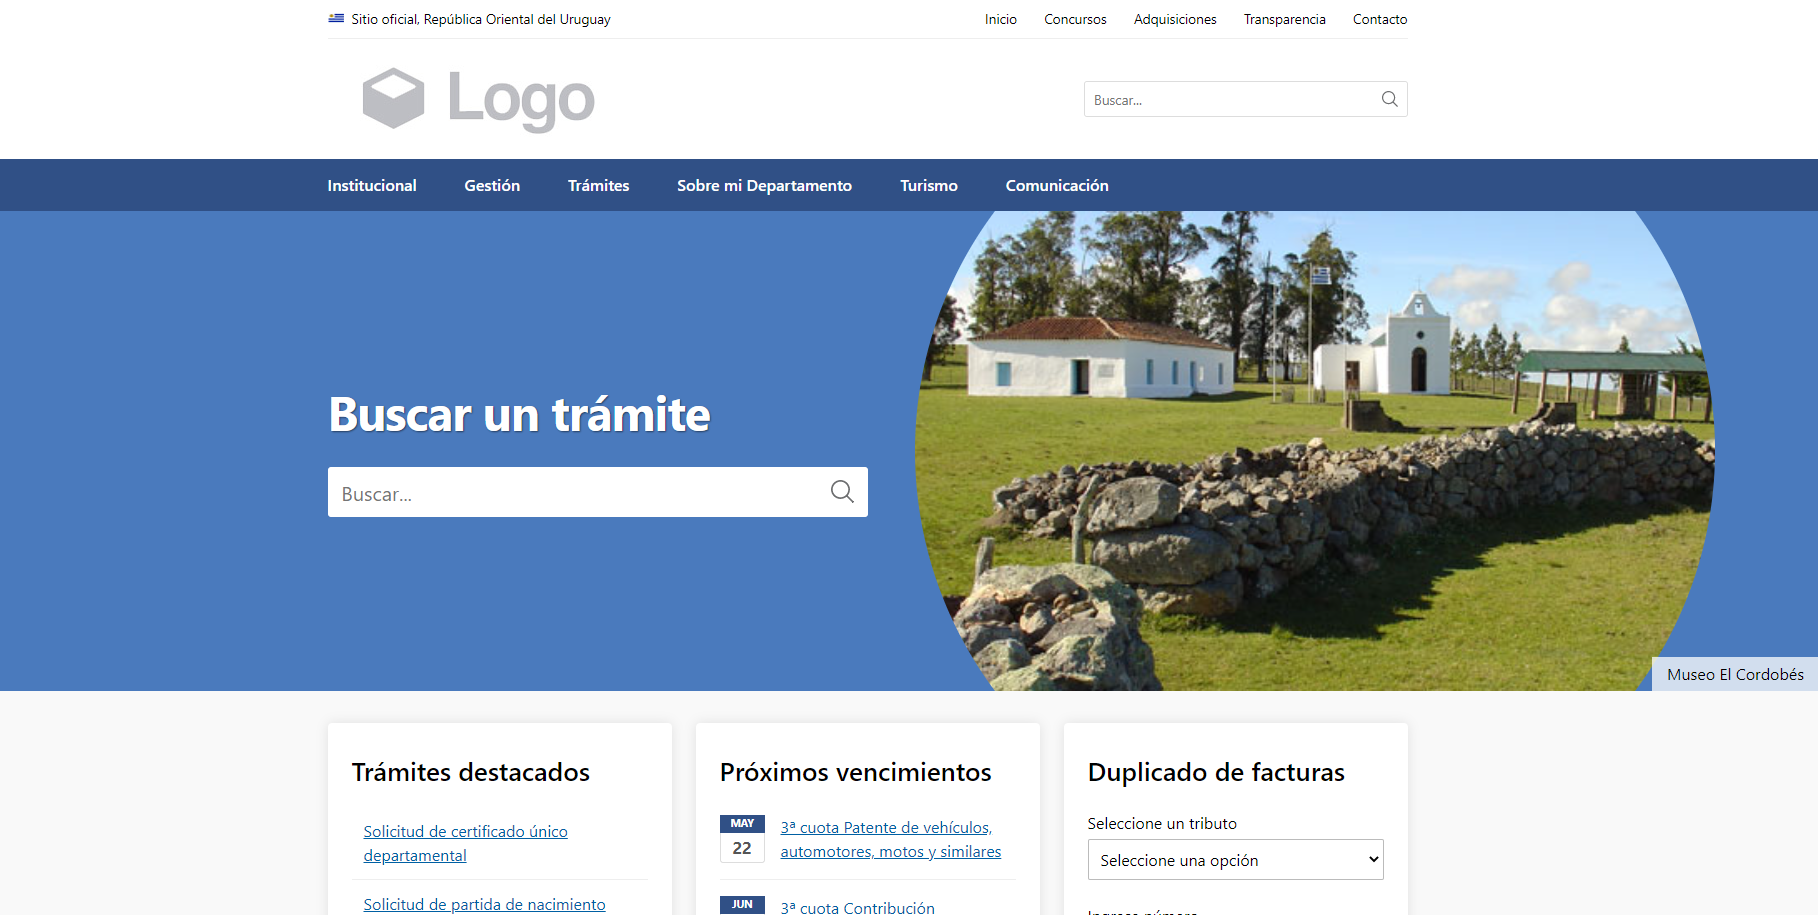 Sitio oficial, República Oriental del Uruguay
Inicio
Concursos
Adquisiciones
Transparencia
Contacto
Logo
Buscar...
Institucional
Gestión
Trámites
Sobre mi Departamento
Turismo
Comunicación
Buscar un trámite
Buscar...
Museo El Cordobés
Trámites destacados
Solicitud de certificado único
departamental
Solicitud de partida de nacimiento
Próximos vencimientos
MAY
22
3ª cuota Patente de vehículos,
automotores, motos y similares
JUN
3ª cuota Contribución
Duplicado de facturas
Seleccione un tributo
Seleccione una opción